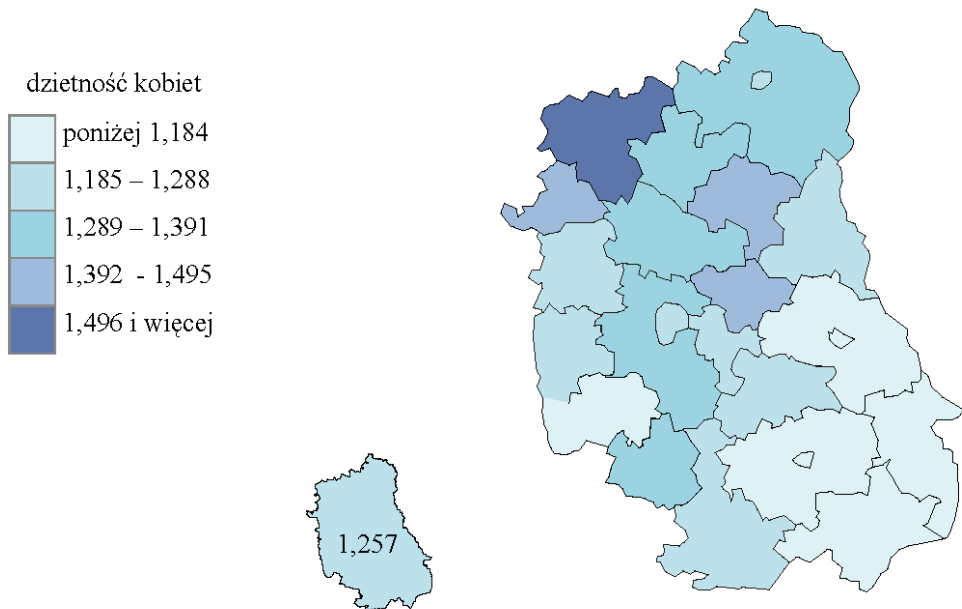 dzietność kobiet
poniżej 1,184
1,185 – 1,288
1,289 – 1,391
1,392 - 1,495
1,496 i więcej
1,257